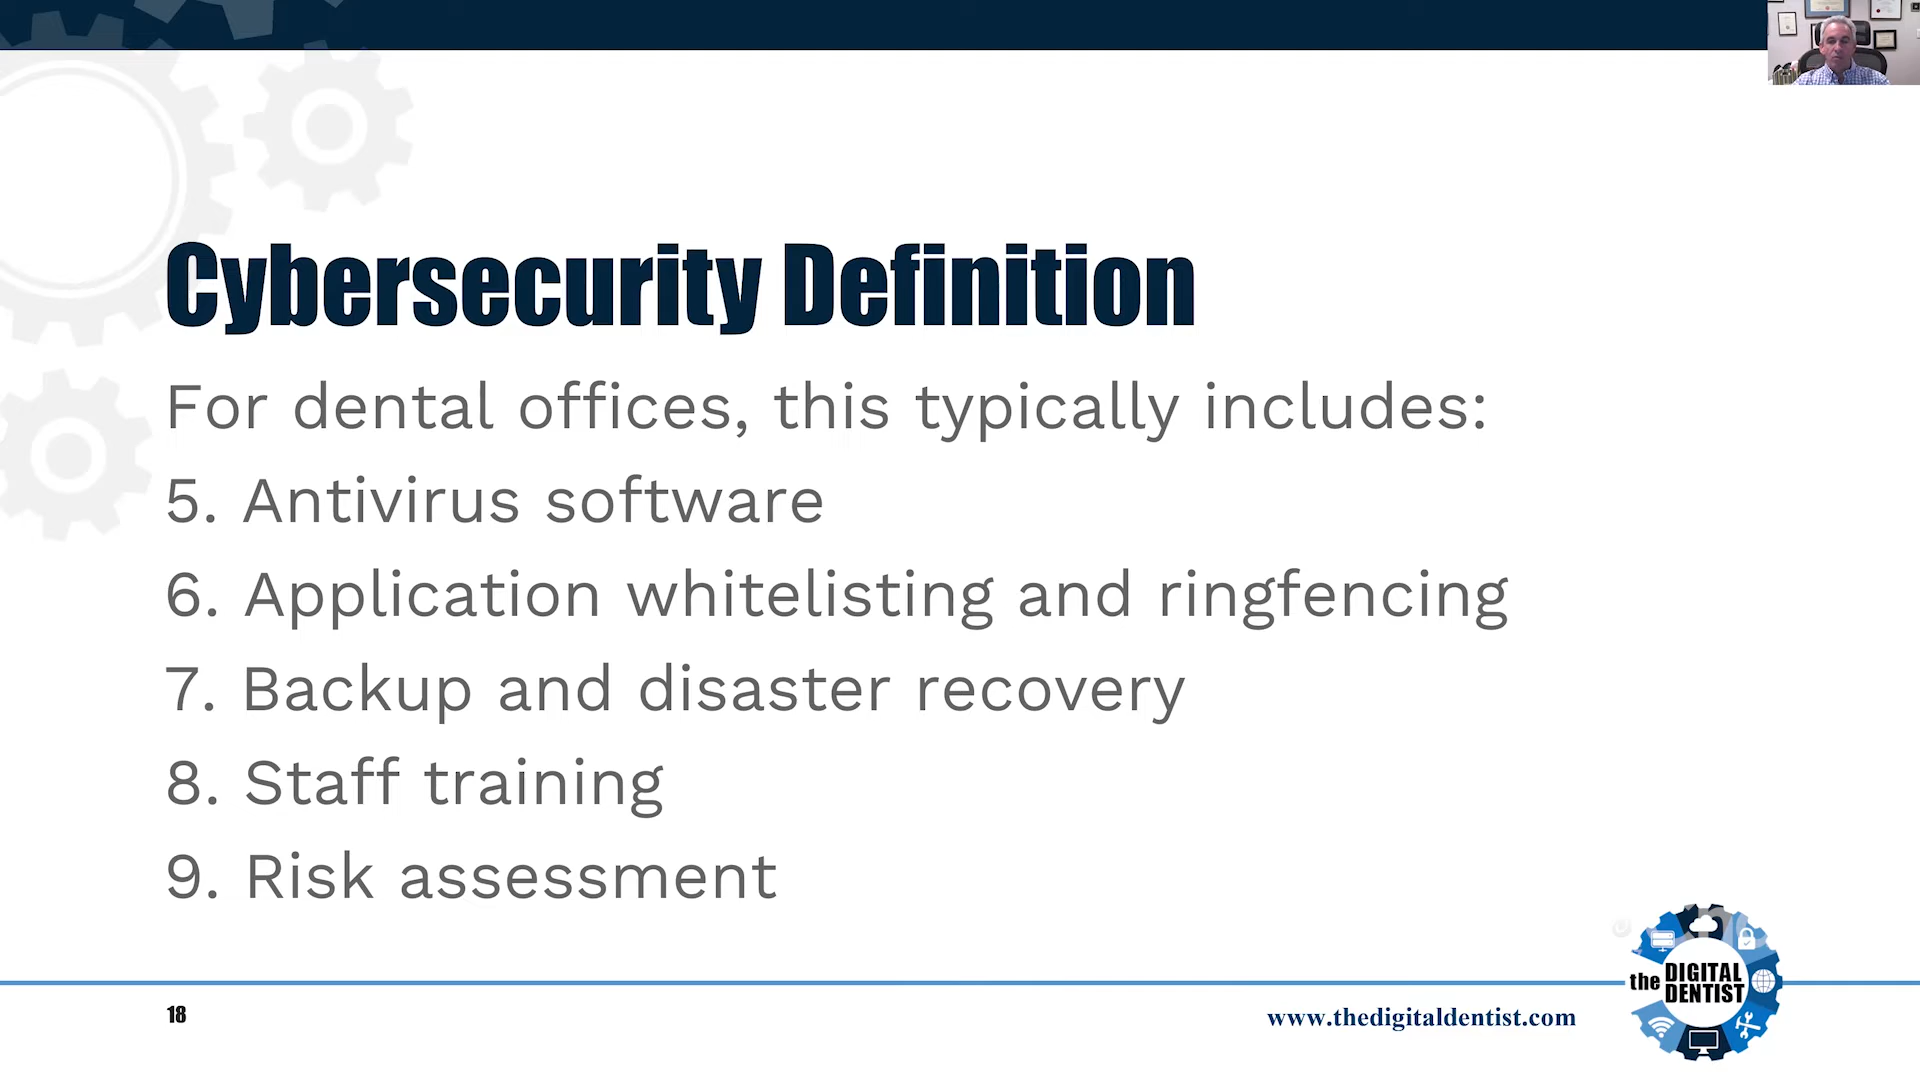 Cybersecurity Definition
For dental offices, this typically includes:
5. Antivirus software
6. Application whitelisting and ringfencing
7. Backup and disaster recovery
8. Staff training
9. Risk assessment
the DIGITAL
DENTIST
18
www.thedigitaldentist.com